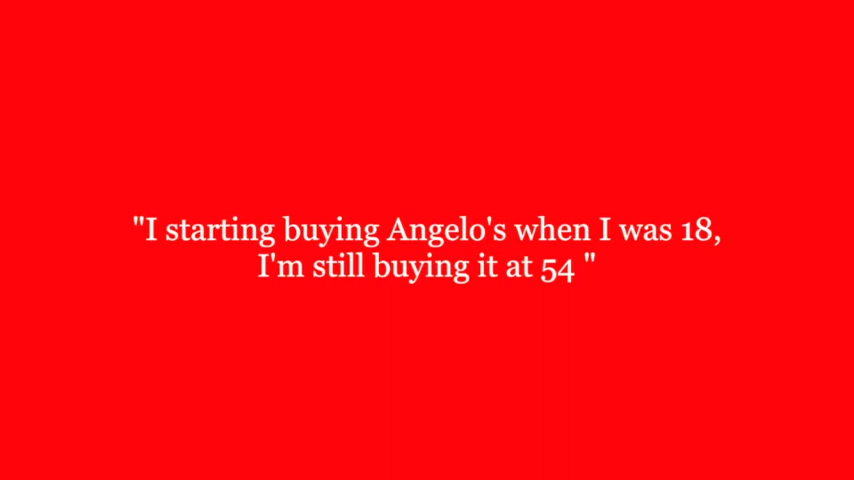 "I starting buying Angelo's when I was 18,
I'm still buying it at 54 "